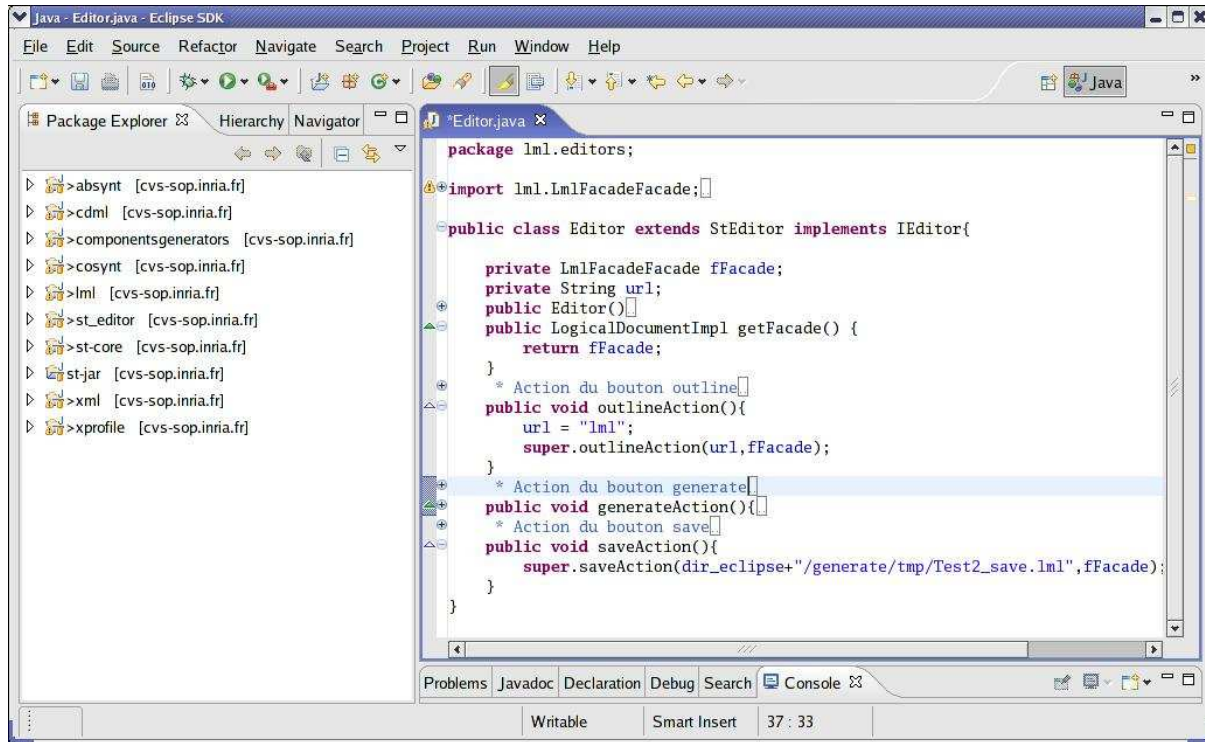 Java - Editor.java - Eclipse SDK
File Edit Source Refactor Navigate Search Project Run Window Help
Java »
Package Explorer Hierarchy Navigator
>absynt [cvs-sop.inria.fr]
>cdml [cvs-sop.inria.fr]
>componentsgenerators [cvs-sop.inria.fr]
>cosynt [cvs-sop.inria.fr]
>lml [cvs-sop.inria.fr]
>st_editor [cvs-sop.inria.fr]
>st-core [cvs-sop.inria.fr]
st-jar [cvs-sop.inria.fr]
>xml [cvs-sop.inria.fr]
>xprofile [cvs-sop.inria.fr]
*Editor.java
package lml.editors;
import lml.LmlFacadeFacade;
public class Editor extends StEditor implements IEditor{
private LmlFacadeFacade fFacade;
private String url;
public Editor()
public LogicalDocumentImpl getFacade() {
return fFacade;
}
* Action du bouton outline
public void outlineAction(){
url = "lml";
super.outlineAction(url,fFacade);
}
* Action du bouton generate
public void generateAction(){
* Action du bouton save
public void saveAction(){
super.saveAction(dir_eclipse+"/generate/tmp/Test2_save.lml",fFacade);
}
}
Problems Javadoc Declaration Debug Search Console
Writable Smart Insert 37 : 33